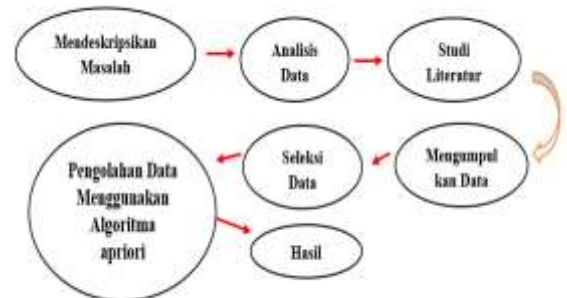 Mendeskripsikan
Masalah
Analisis
Data
Studi
Literatur
Mengumpul
kan Data
Seleksi
Data
Pengolahan Data
Menggunakan
Algoritma
apriori
Hasil